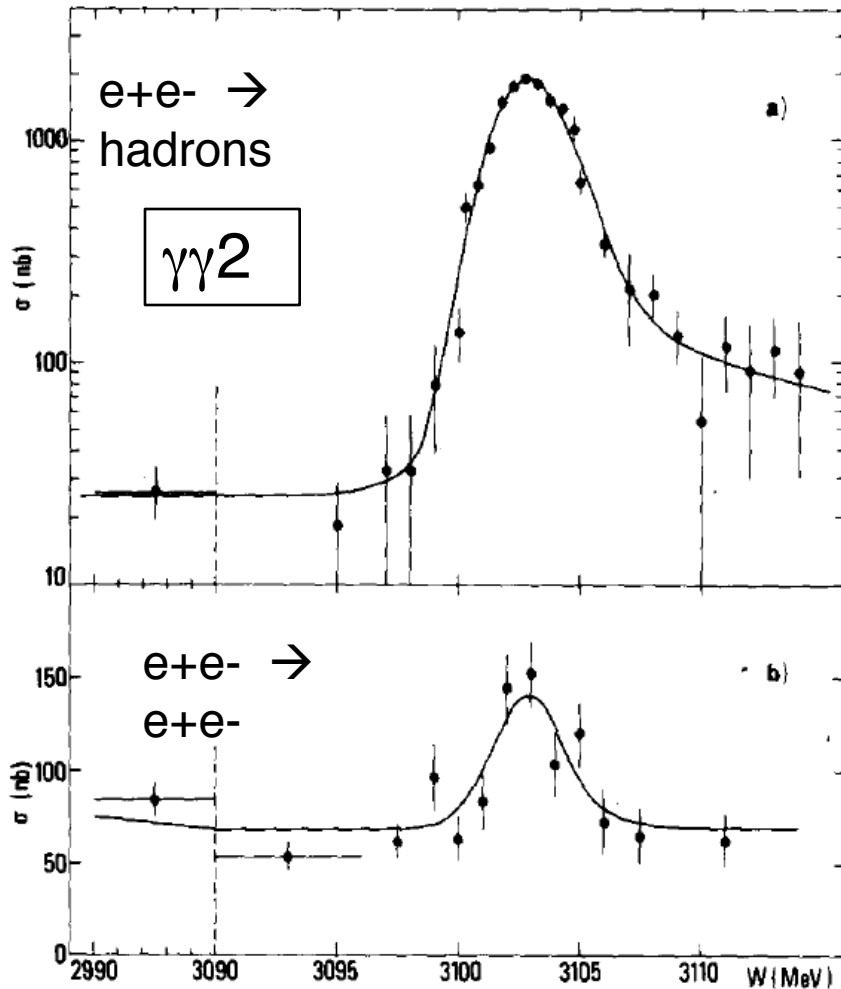 e+e- →
hadrons
a)
γγ2
1000
100
10
σ (nb)
e+e- →
e+e-
b)
150
100
50
0
σ (nb)
2990 3090 3095 3100 3105 3110 W (MeV)